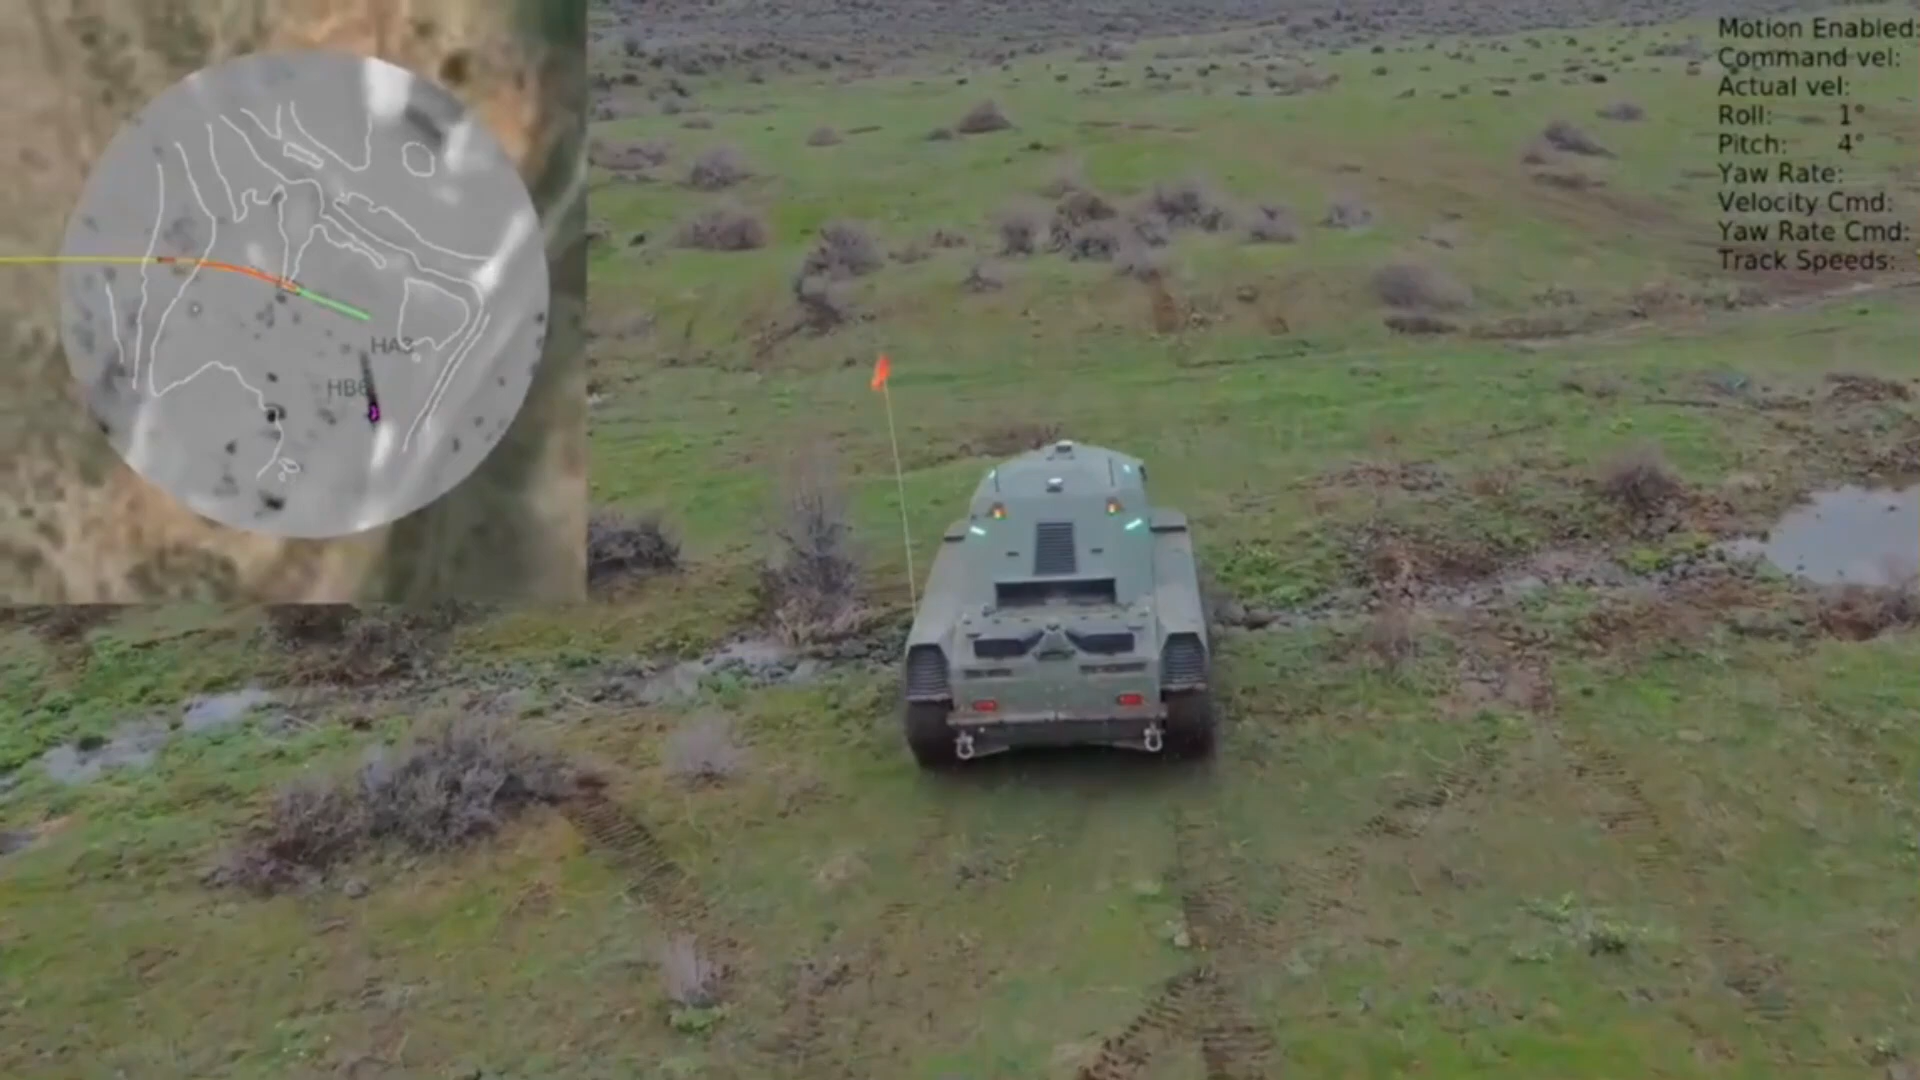 Motion Enabled:
Command vel:
Actual vel:
Roll: 1°
Pitch: 4°
Yaw Rate:
Velocity Cmd:
Yaw Rate Cmd:
Track Speeds: